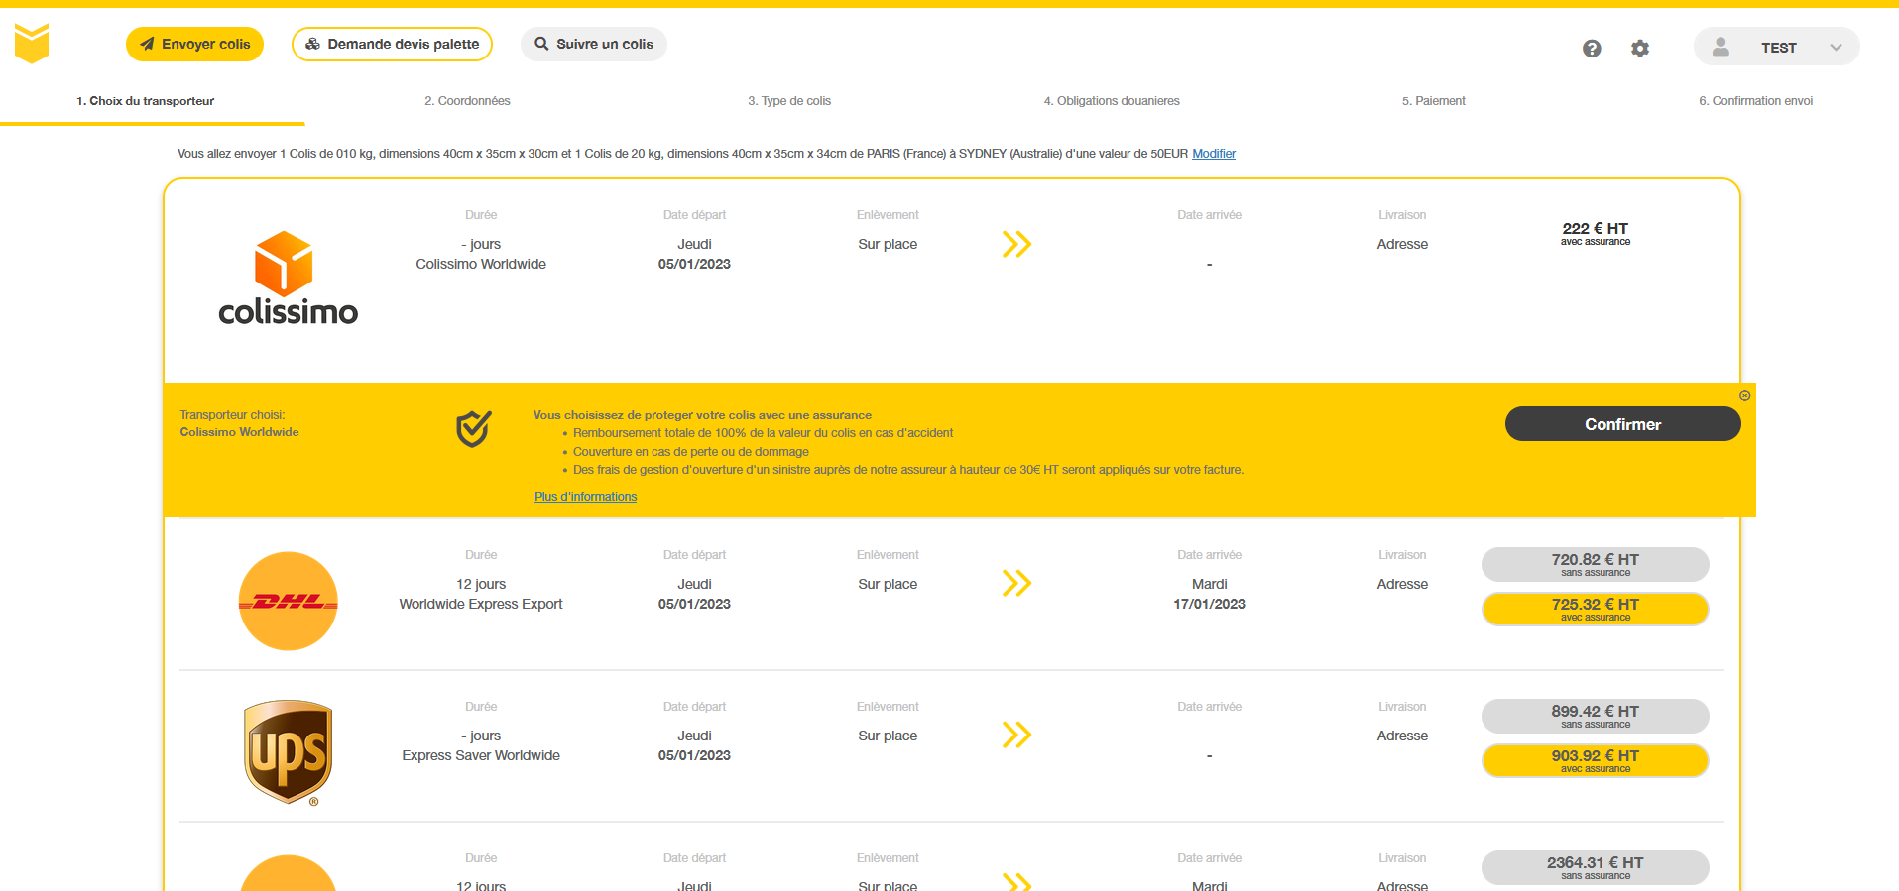 Envoyer colis
Demande devis palette
Suivre un colis
TEST
1. Choix du transporteur
2. Coordonnées
3. Type de colis
4. Obligations douanieres
5. Paiement
6. Confirmation envoi
Vous allez envoyer 1 Colis de 010 kg, dimensions 40cm x 35cm x 30cm et 1 Colis de 20 kg, dimensions 40cm x 35cm x 34cm de PARIS (France) à SYDNEY (Australie) d'une valeur de 50EUR Modifier
colissimo
Durée
- jours
Colissimo Worldwide
Date départ
Jeudi
05/01/2023
Enlèvement
Sur place
Date arrivée
-
Livraison
Adresse
222 € HT
avec assurance
Transporteur choisi:
Colissimo Worldwide
Vous choisissez de proteger votre colis avec une assurance
• Remboursement totale de 100% de la valeur du colis en cas d'accident
• Couverture en cas de perte ou de dommage
• Des frais de gestion d'ouverture d'un sinistre auprès de notre assureur à hauteur de 30€ HT seront appliqués sur votre facture.
Plus d'informations
Confirmer
DHL
Durée
12 jours
Worldwide Express Export
Date départ
Jeudi
05/01/2023
Enlèvement
Sur place
Date arrivée
Mardi
17/01/2023
Livraison
Adresse
720.82 € HT
sans assurance
725.32 € HT
avec assurance
ups
®
Durée
- jours
Express Saver Worldwide
Date départ
Jeudi
05/01/2023
Enlèvement
Sur place
Date arrivée
-
Livraison
Adresse
899.42 € HT
sans assurance
903.92 € HT
avec assurance
Durée
12 jours
Date départ
Jeudi
Enlèvement
Sur place
Date arrivée
Mardi
Livraison
Adresse
2364.31 € HT
sans assurance